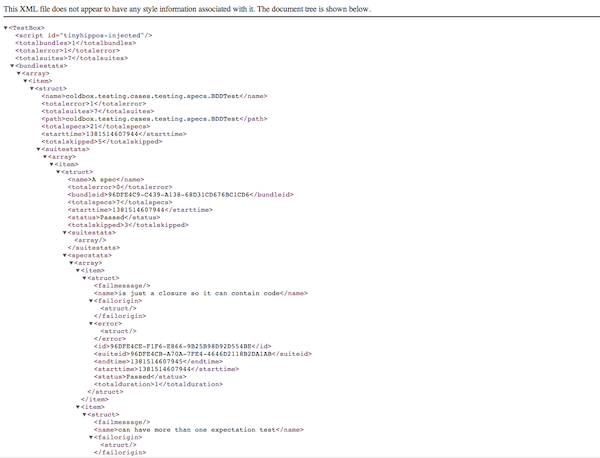 This XML file does not appear to have any style information associated with it. The document tree is shown below.
▼<TestBox>
<script id="tinyhippos-injected"/>
<totalbundles>1</totalbundles>
<totalerror>1</totalerror>
<totalsuites>7</totalsuites>
▼<bundlestats>
▼<array>
▼<item>
▼<struct>
<name>coldbox.testing.cases.testing.specs.BDDTest</name>
<totalerror>1</totalerror>
<totalsuites>7</totalsuites>
<path>coldbox.testing.cases.testing.specs.BDDTest</path>
<totalspecs>21</totalspecs>
<starttime>1381514607944</starttime>
<totalskipped>5</totalskipped>
▼<suitestats>
▼<array>
▼<item>
▼<struct>
<name>A spec</name>
<totalerror>0</totalerror>
<bundleid>96DFE4C9-C439-A138-68D31CD676BC1CD6</bundleid>
<totalspecs>7</totalspecs>
<starttime>1381514607944</starttime>
<status>Passed</status>
<totalskipped>3</totalskipped>
▼<suitestats>
<array/>
</suitestats>
▼<specstats>
▼<array>
▼<item>
▼<struct>
<failmessage/>
<name>is just a closure so it can contain code</name>
▼<failorigin>
<struct/>
</failorigin>
▼<error>
<struct/>
</error>
<id>96DFE4CE-F1F6-E866-9B25B98D92D554BE</id>
<suiteid>96DFE4CB-A70A-7FE4-4646D2118B2DA1AB</suiteid>
<endtime>1381514607945</endtime>
<starttime>1381514607944</starttime>
<status>Passed</status>
<totalduration>1</totalduration>
</struct>
</item>
▼<item>
▼<struct>
<failmessage/>
<name>can have more than one expectation test</name>
▼<failorigin>
<struct/>
</failorigin>